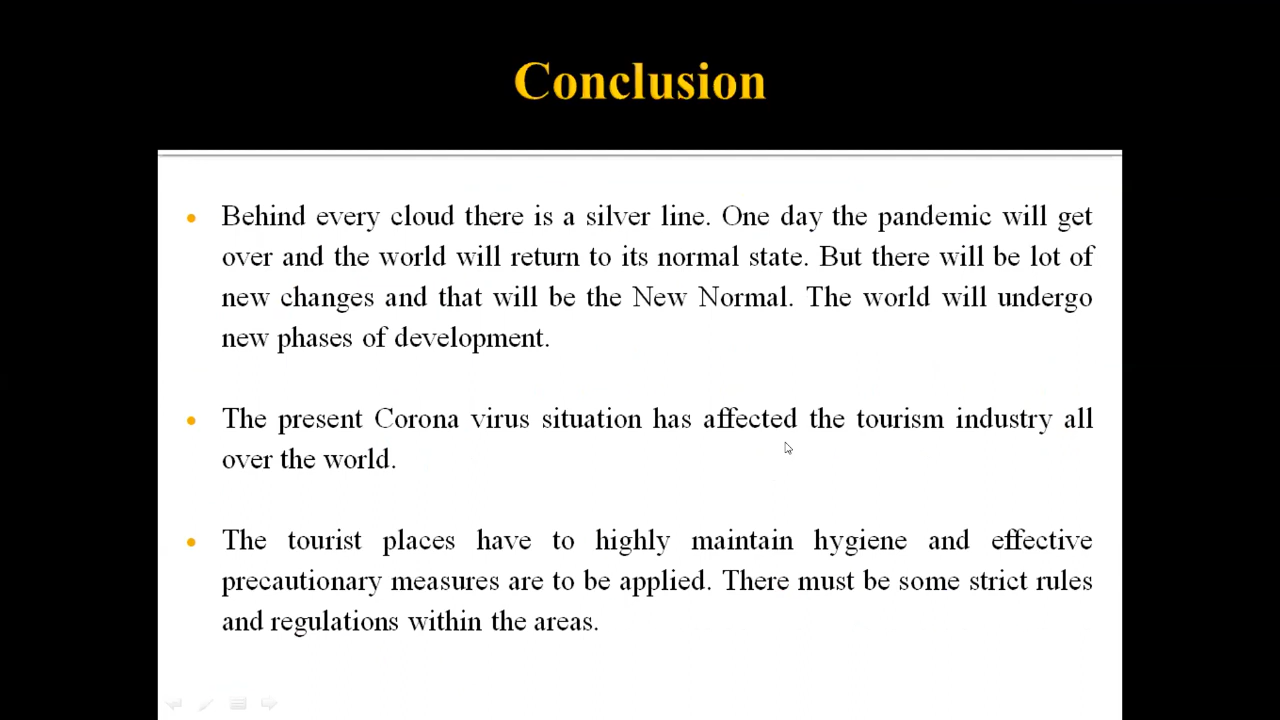 Conclusion
Behind every cloud there is a silver line. One day the pandemic will get
over and the world will return to its normal state. But there will be lot of
new changes and that will be the New Normal. The world will undergo
new phases of development.
The present Corona virus situation has affected the tourism industry all
over the world.
The tourist places have to highly maintain hygiene and effective
precautionary measures are to be applied. There must be some strict rules
and regulations within the areas.